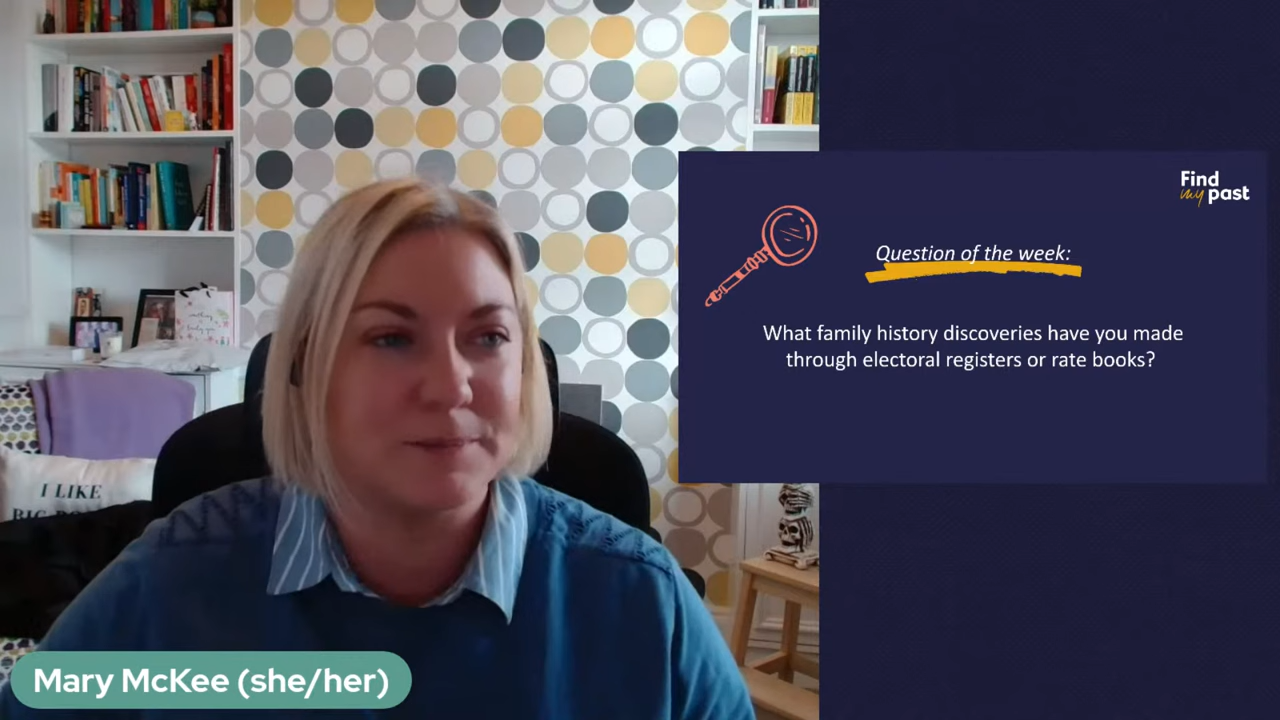 Find
my past
Question of the week:
What family history discoveries have you made
through electoral registers or rate books?
I LIKE
Mary McKee (she/her)